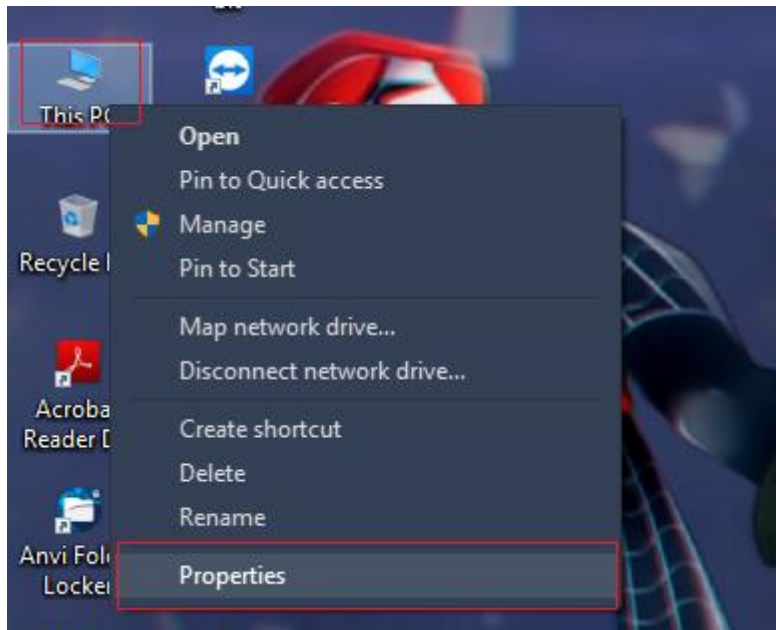 This PC
Open
Pin to Quick access
Manage
Pin to Start
Recycle
Map network drive...
Disconnect network drive...
Acroba
Reader D
Create shortcut
Delete
Rename
Anvi Fol
Locke
Properties